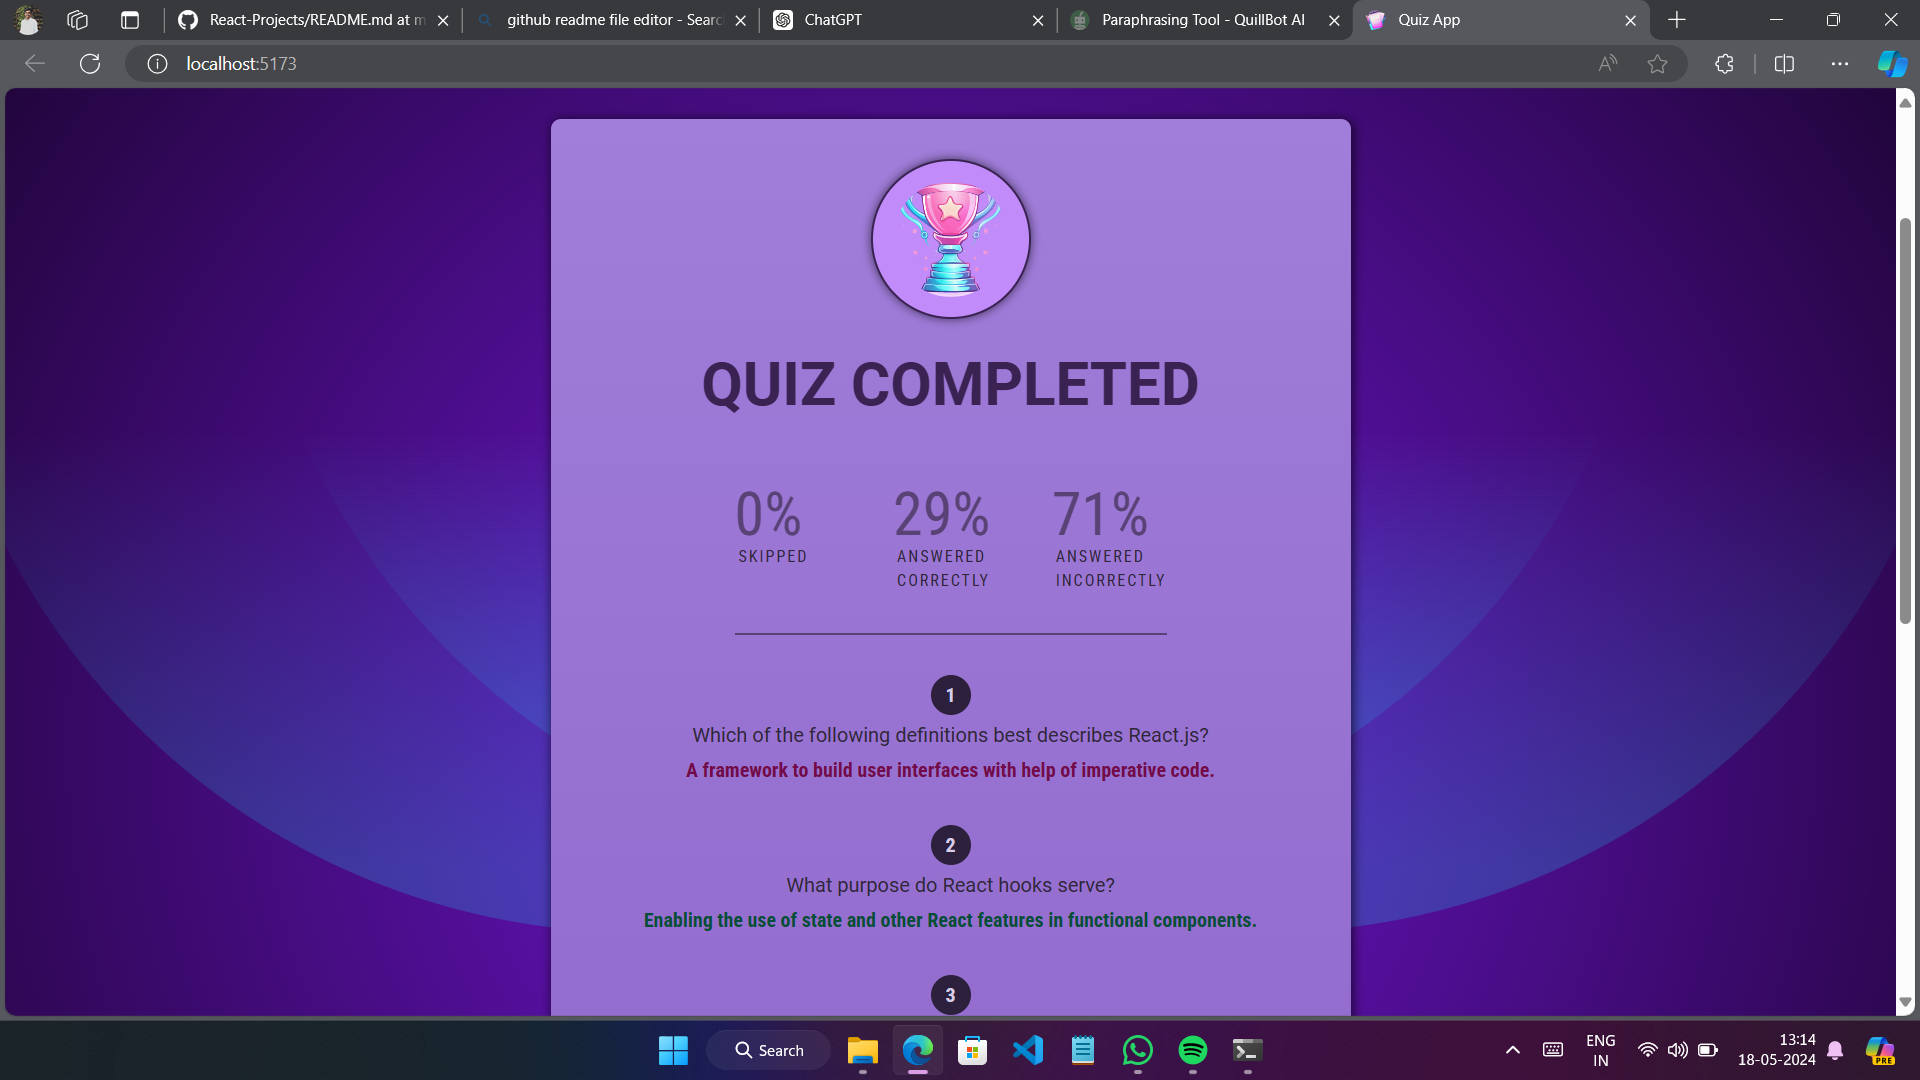 React-Projects/README.md at m
github readme file editor - Searc
ChatGPT
Paraphrasing Tool - QuillBot AI
Quiz App
localhost:5173
QUIZ COMPLETED
0%
SKIPPED
29%
ANSWERED
CORRECTLY
71%
ANSWERED
INCORRECTLY
1
Which of the following definitions best describes React.js?
A framework to build user interfaces with help of imperative code.
2
What purpose do React hooks serve?
Enabling the use of state and other React features in functional components.
3
Search
ENG
IN
13:14
18-05-2024
PRE